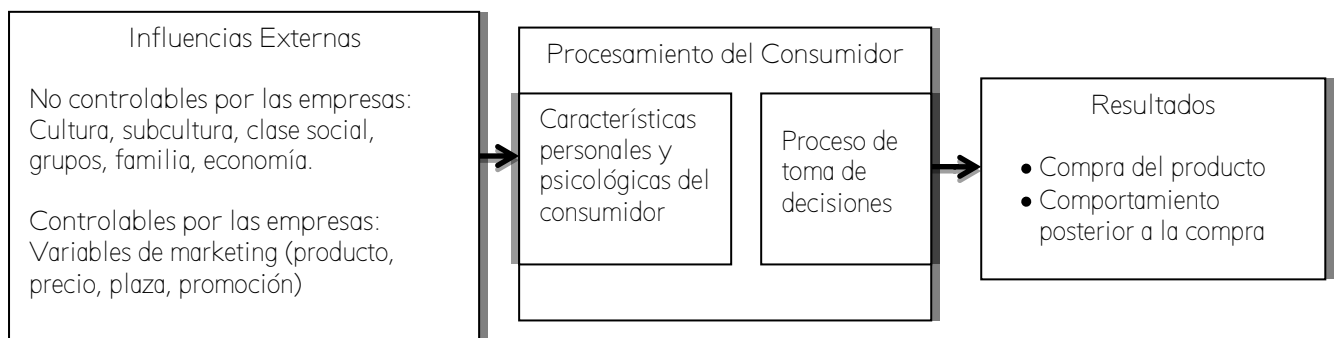 Influencias Externas
No controlables por las empresas:
Cultura, subcultura, clase social,
grupos, familia, economía.
Controlables por las empresas:
Variables de marketing (producto,
precio, plaza, promoción)
Procesamiento del Consumidor
Características
personales y
psicológicas del
consumidor
Proceso de
toma de
decisiones
Resultados
• Compra del producto
• Comportamiento
posterior a la compra